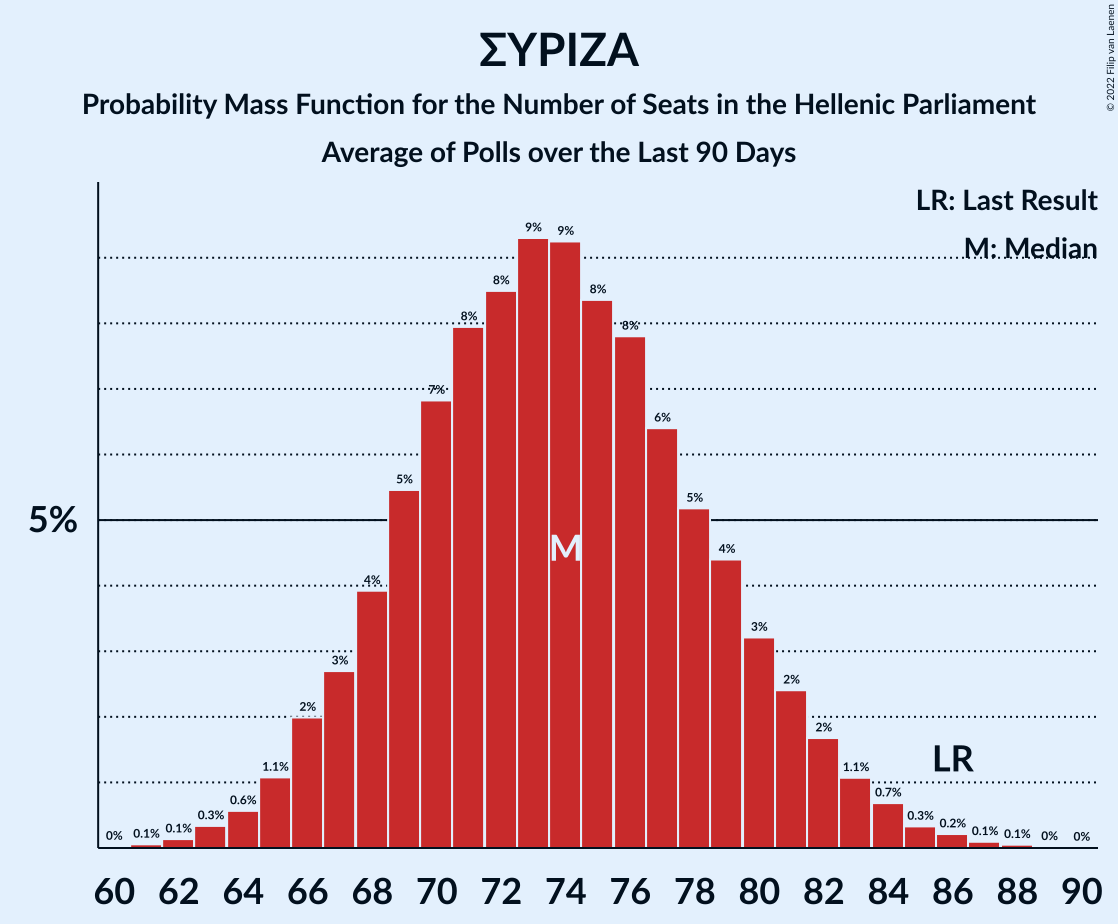 ΣΥΡΙΖΑ
Probability Mass Function for the Number of Seats in the Hellenic Parliament
Average of Polls over the Last 90 Days
© 2022 Filip van Laenen
LR: Last Result
M: Median
9% 9%
8% 8%
8% 8%
7%
6%
5% 5%
5%
4% 4%
M
3% 3%
2% 2%
2%
1.1% 1.1%
LR
0% 0.1% 0.1% 0.3% 0.6% 0.7% 0.3% 0.2% 0.1% 0.1% 0% 0%
60 62 64 66 68 70 72 74 76 78 80 82 84 86 88 90